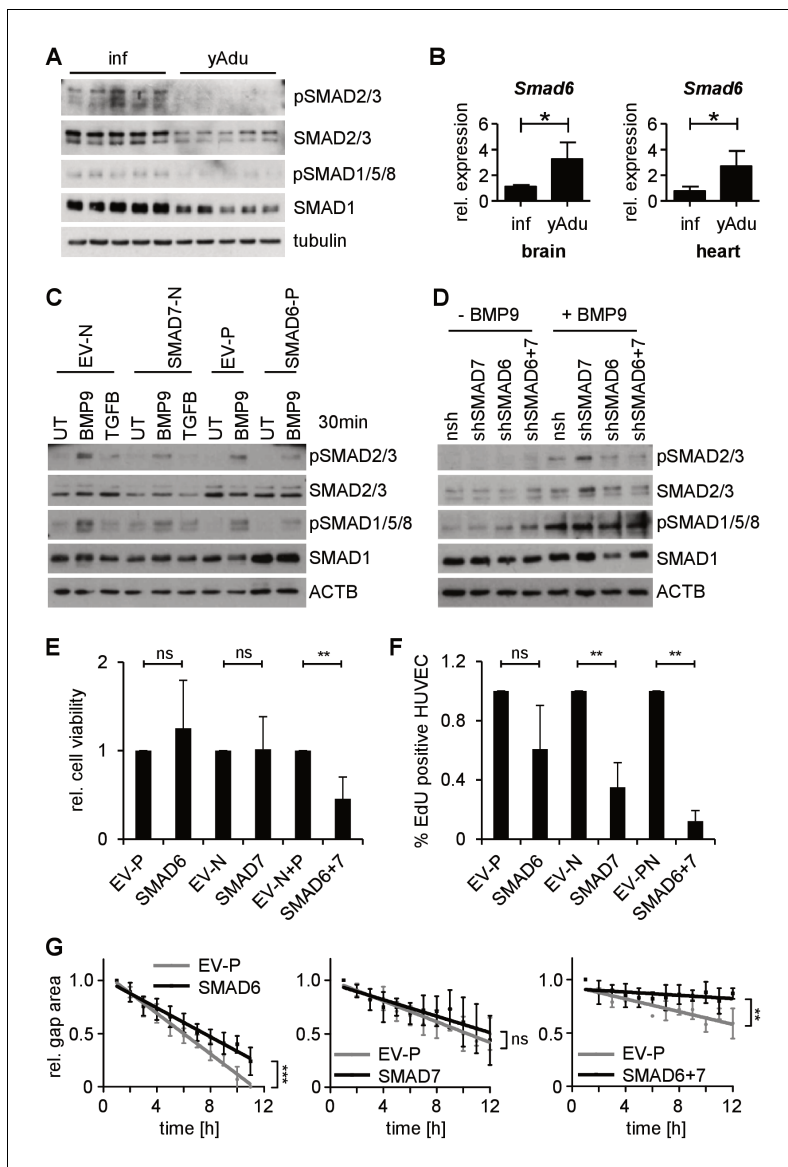 A
inf yAdu
pSMAD2/3
SMAD2/3
pSMAD1/5/8
SMAD1
tubulin
B
Smad6 Smad6
* *
rel. expression
6
4
2
0
inf yAdu
brain
rel. expression
6
4
2
0
inf yAdu
heart
C
EV-N SMAD7-N EV-P SMAD6-P
UT BMP9 TGFB UT BMP9 TGFB UT BMP9 UT BMP9 30min
pSMAD2/3
SMAD2/3
pSMAD1/5/8
SMAD1
ACTB
D
- BMP9 + BMP9
nsh shSMAD7 shSMAD6 shSMAD6+7 nsh shSMAD7 shSMAD6 shSMAD6+7
pSMAD2/3
SMAD2/3
pSMAD1/5/8
SMAD1
ACTB
E
rel. cell viability
2
1
0
ns ns **
EV-P SMAD6 EV-N SMAD7 EV-N+P SMAD6+7
F
% EdU positive HUVEC
1.2
0.8
0.4
0
ns ** **
EV-P SMAD6 EV-N SMAD7 EV-PN SMAD6+7
G
rel. gap area
1.0
0.5
0
EV-P
SMAD6
***
0 4 8 12
time [h]
1.0
0.5
0
ns
EV-P
SMAD7
0 4 8 12
time [h]
1.0
0.5
0
**
EV-P
SMAD6+7
0 4 8 12
time [h]